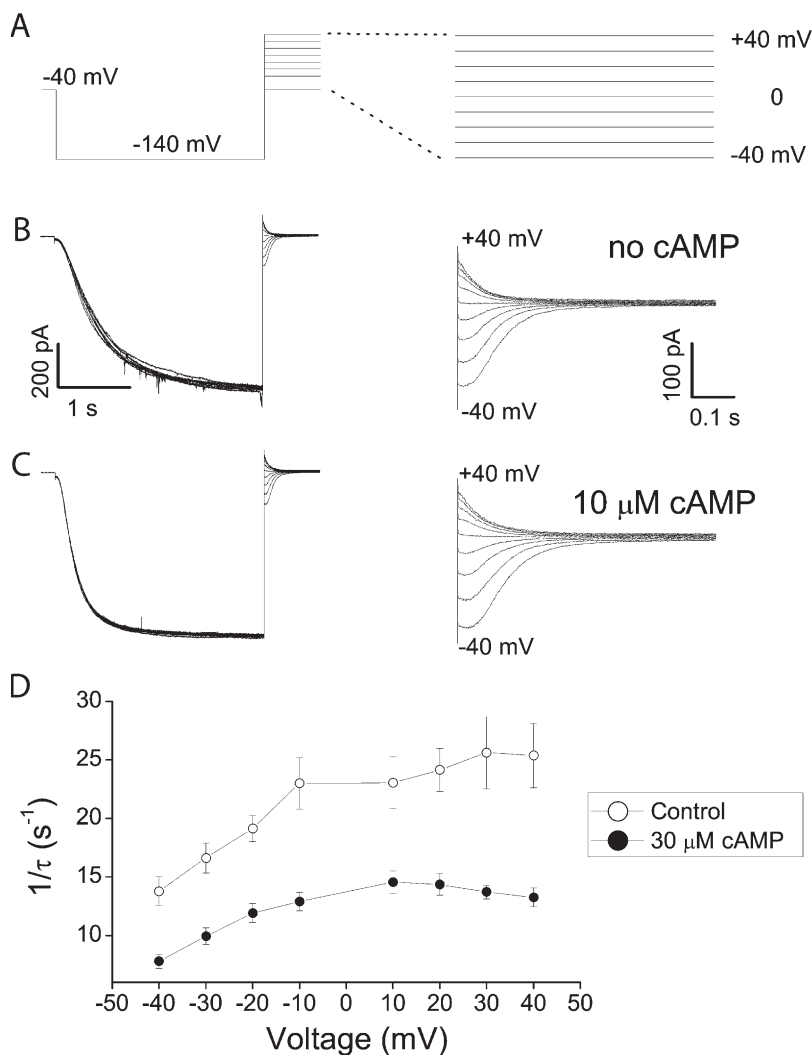 A
-40 mV
-140 mV
+40 mV
0
-40 mV
B
200 pA
1 s
+40 mV
no cAMP
-40 mV
100 pA
0.1 s
C
+40 mV
10 μM cAMP
-40 mV
D
30
25
20
15
10
1/τ (s⁻¹)
-50 -40 -30 -20 -10 0 10 20 30 40 50
Voltage (mV)
Control
30 μM cAMP